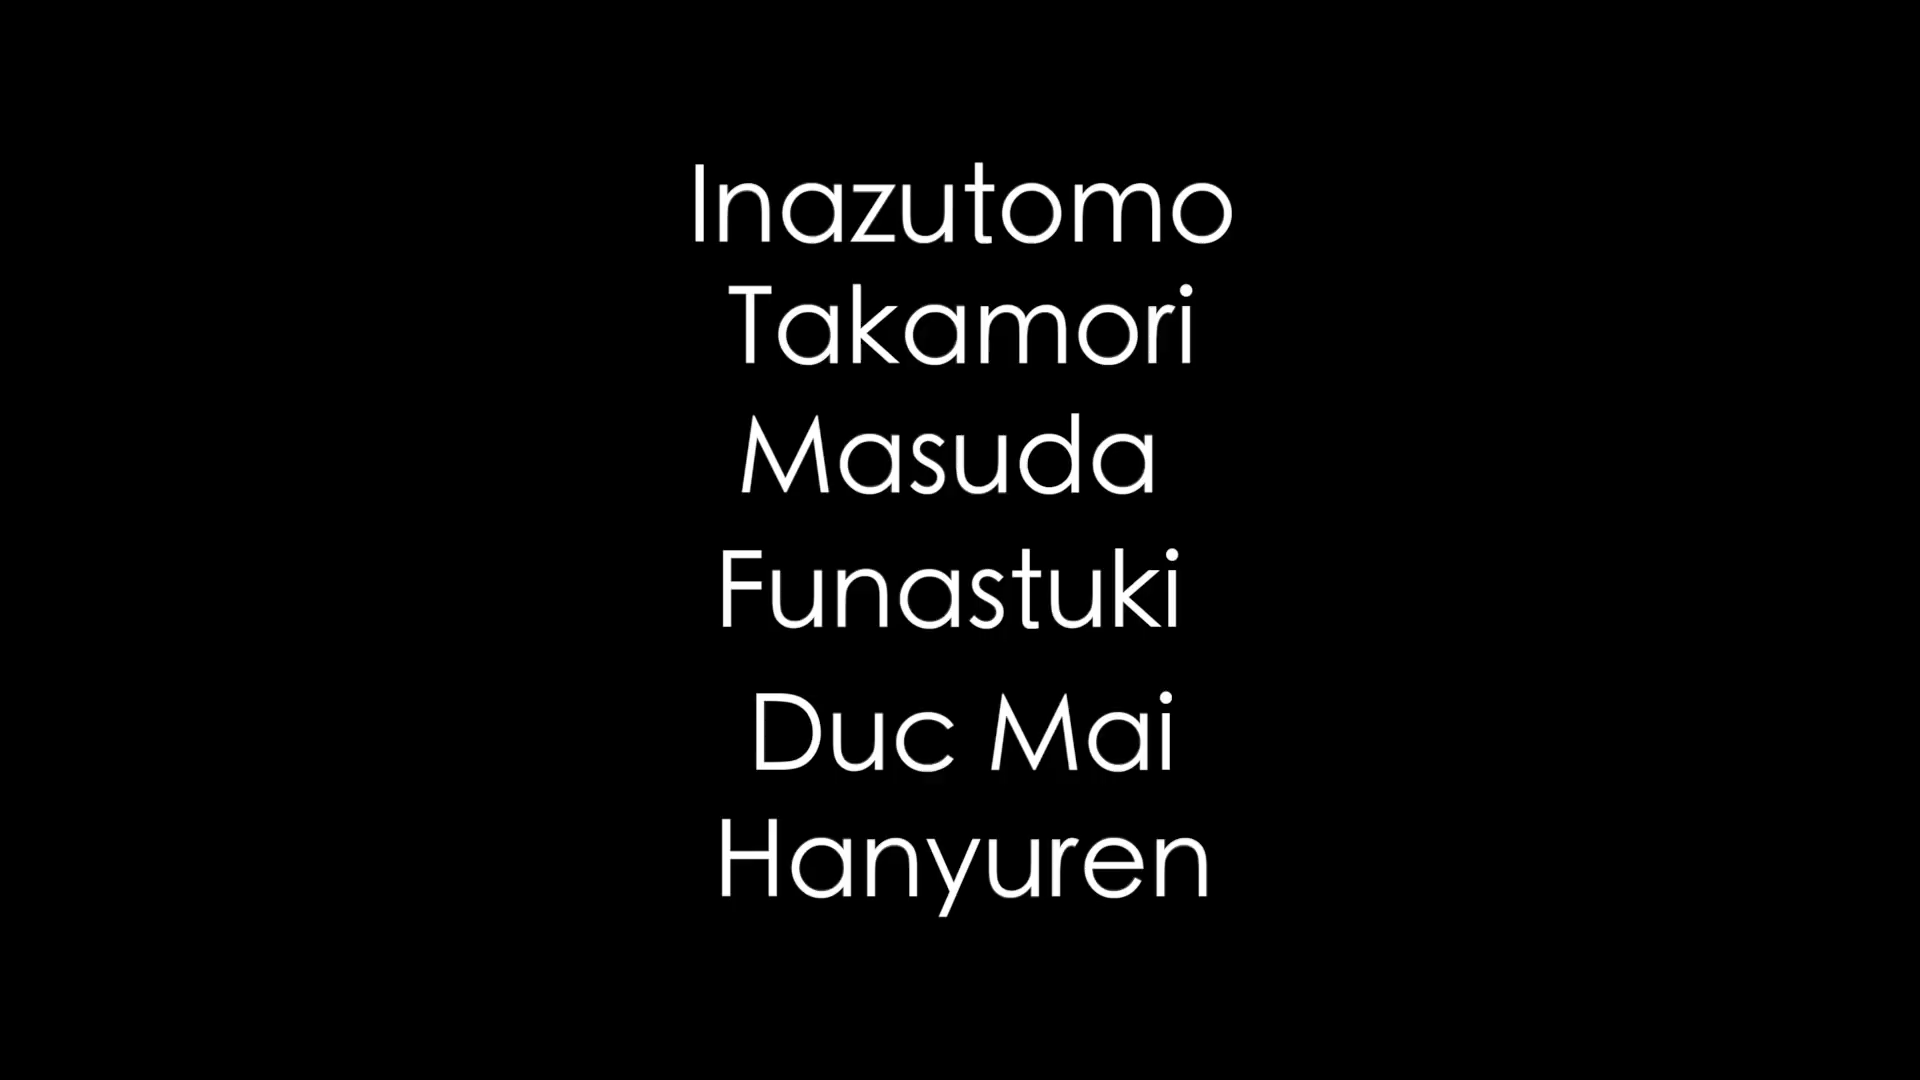 Inazutomo
Takamori
Masuda
Funastuki
Duc Mai
Hanyuren